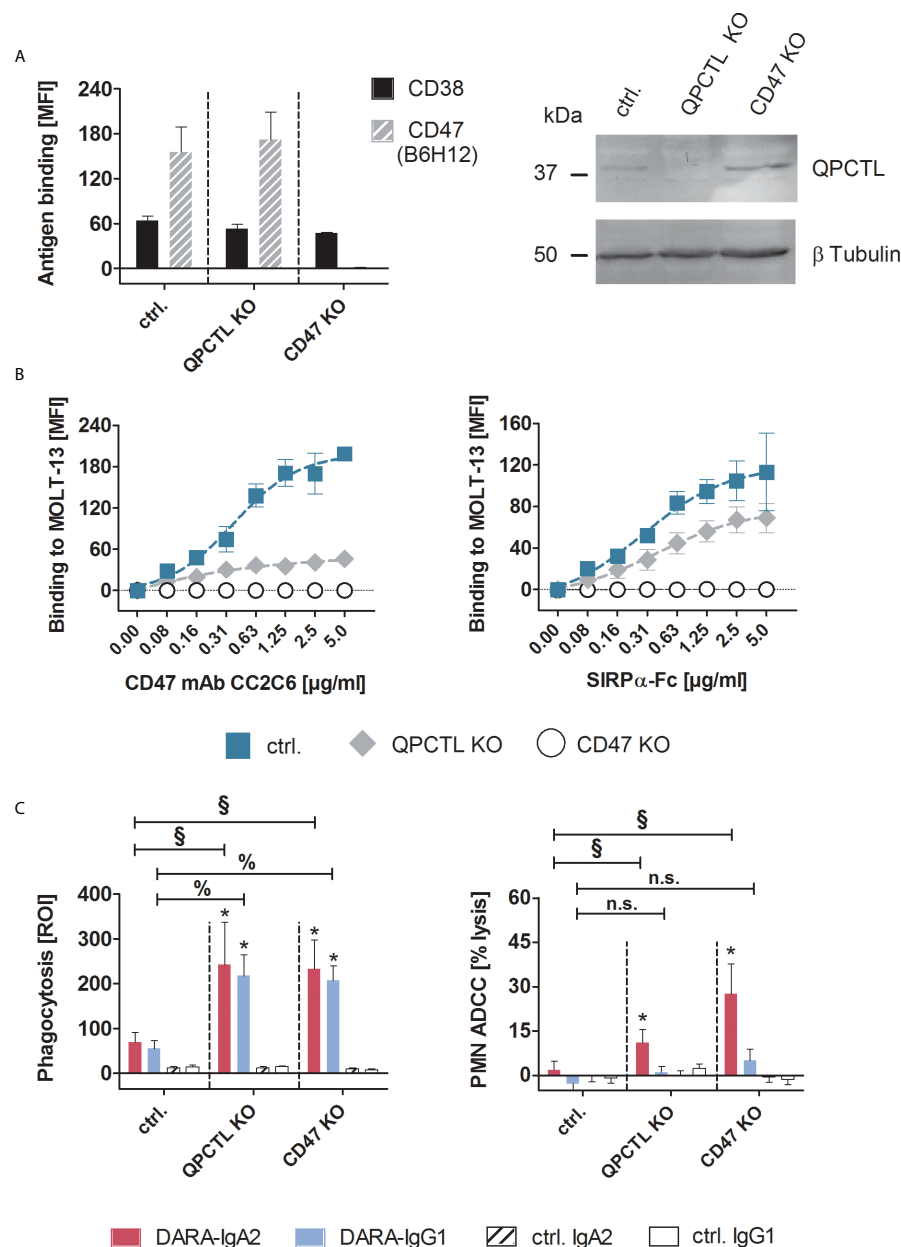 A
Antigen binding [MFI]
240
180
120
60
0
ctrl.
QPCTL KO
CD47 KO
CD38
CD47
(B6H12)
kDa
ctrl.
QPCTL KO
CD47 KO
37
QPCTL
50
β Tubulin
B
Binding to MOLT-13 [MFI]
240
180
120
60
0
0.00
0.08
0.16
0.31
0.63
1.25
2.5
5.0
CD47 mAb CC2C6 [µg/ml]
Binding to MOLT-13 [MFI]
160
120
80
40
0
0.00
0.08
0.16
0.31
0.63
1.25
2.5
5.0
SIRPα-Fc [µg/ml]
ctrl.
QPCTL KO
CD47 KO
C
§
§
%
%
Phagocytosis [ROI]
400
300
200
100
0
* *
* *
ctrl.
QPCTL KO
CD47 KO
§
§
n.s.
n.s.
PMN ADCC [% lysis]
60
45
30
15
0
*
*
ctrl.
QPCTL KO
CD47 KO
DARA-IgA2
DARA-IgG1
ctrl. IgA2
ctrl. IgG1